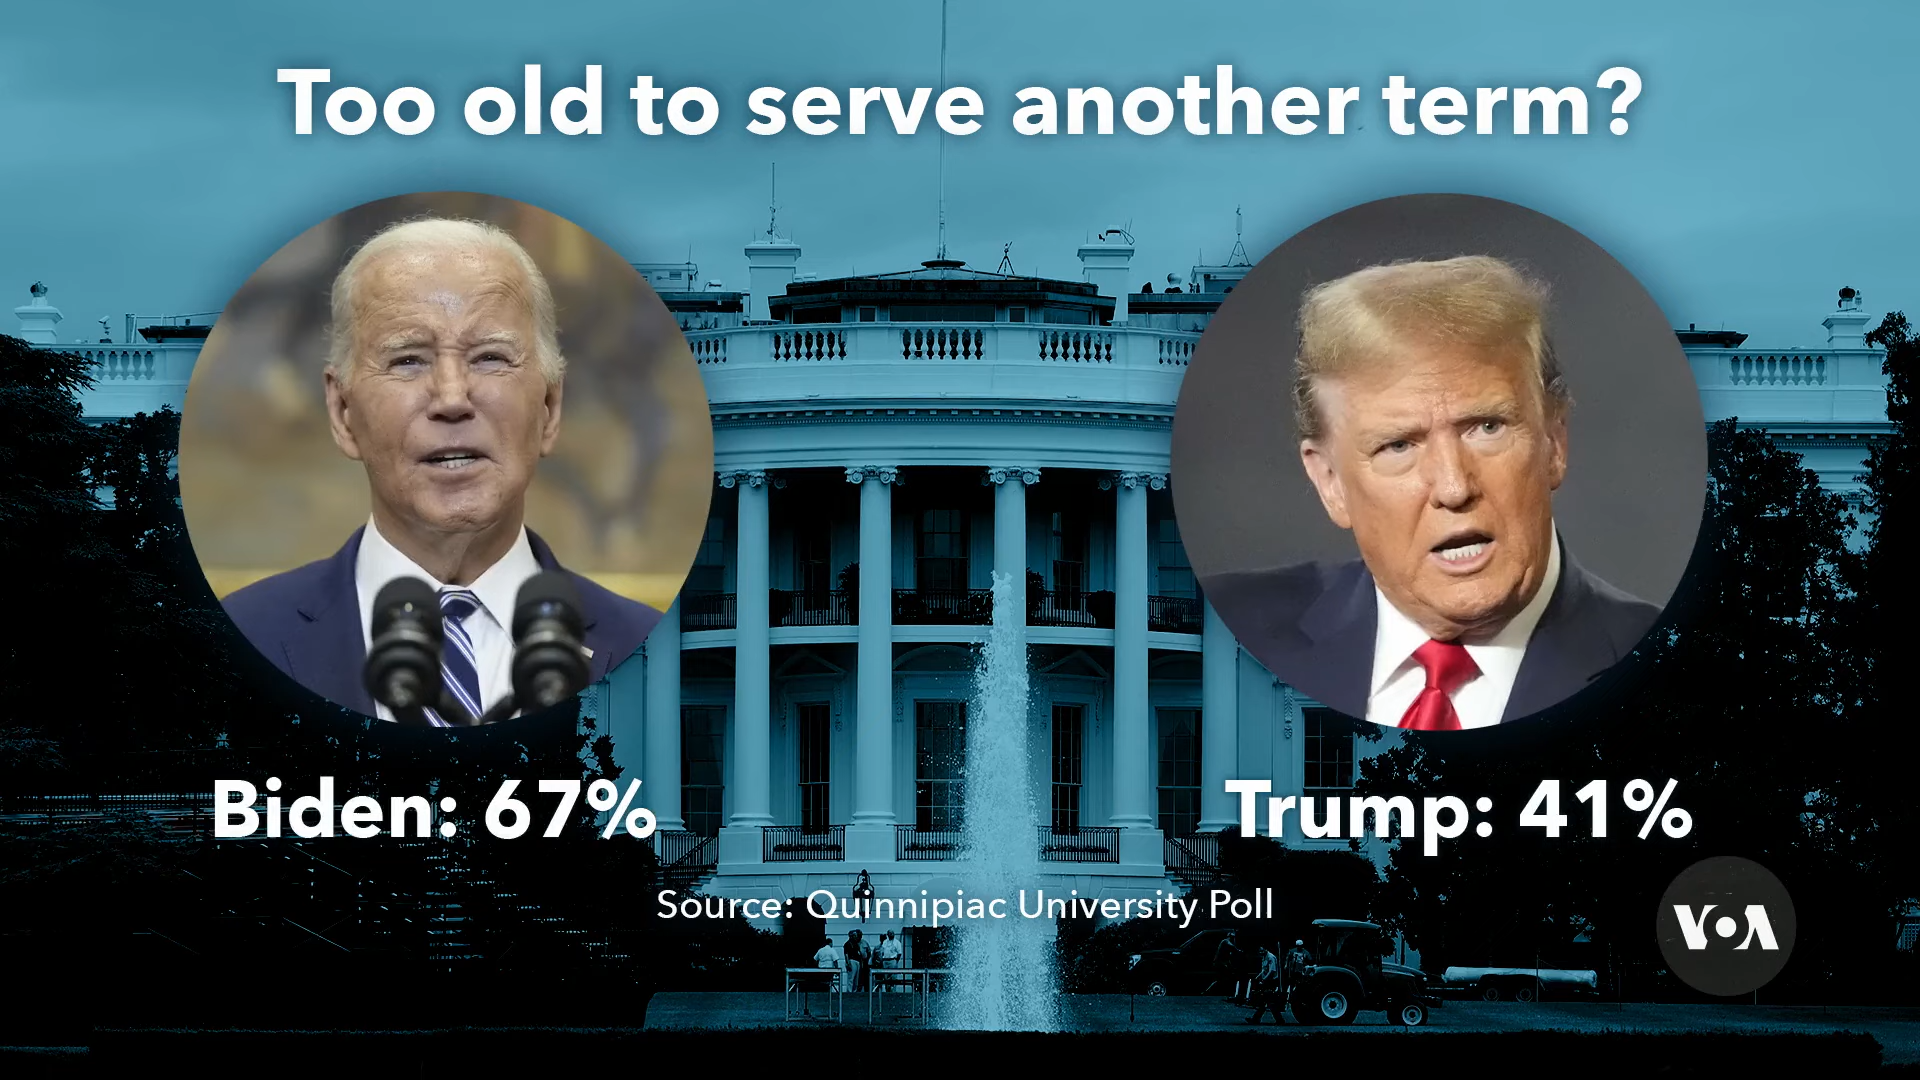 Too old to serve another term?
Biden: 67%
Trump: 41%
Source: Quinnipiac University Poll
VOA